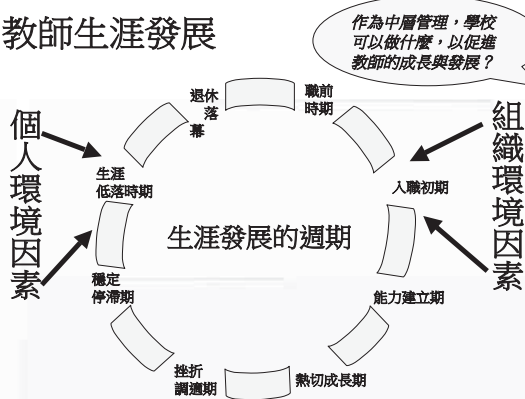 教師生涯發展
作為中層管理，學校
可以做什麼，以促進
教師的成長與發展？
職前
時期
入職初期
能力建立期
熱切成長期
挫折
調適期
穩定
停滯期
生涯
低落時期
退休
落
幕
生涯發展的週期
個人環境因素
組織環境因素